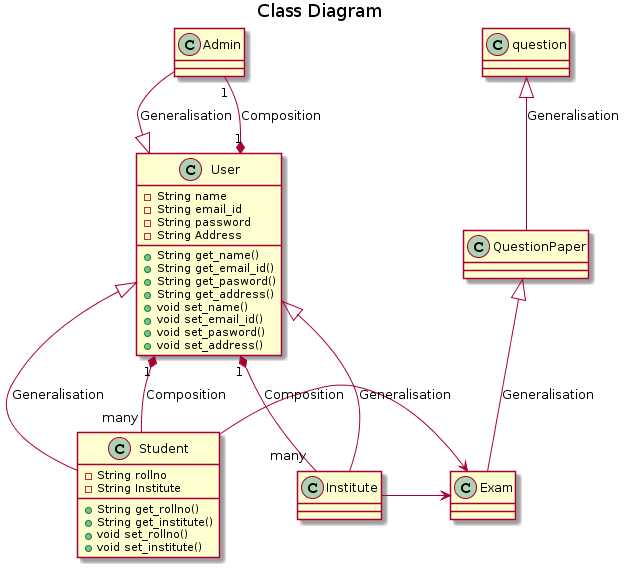 Class Diagram
C Admin
C question
1
Generalisation
Composition
Generalisation
1
C User
String name
String email_id
String password
String Address
String get_name()
String get_email_id()
String get_pasword()
String get_address()
void set_name()
void set_email_id()
void set_pasword()
void set_address()
C QuestionPaper
1
1
Generalisation
Composition
Composition
Generalisation
Generalisation
many
many
C Student
String rollno
String Institute
String get_rollno()
String get_institute()
void set_rollno()
void set_institute()
C Institute
C Exam